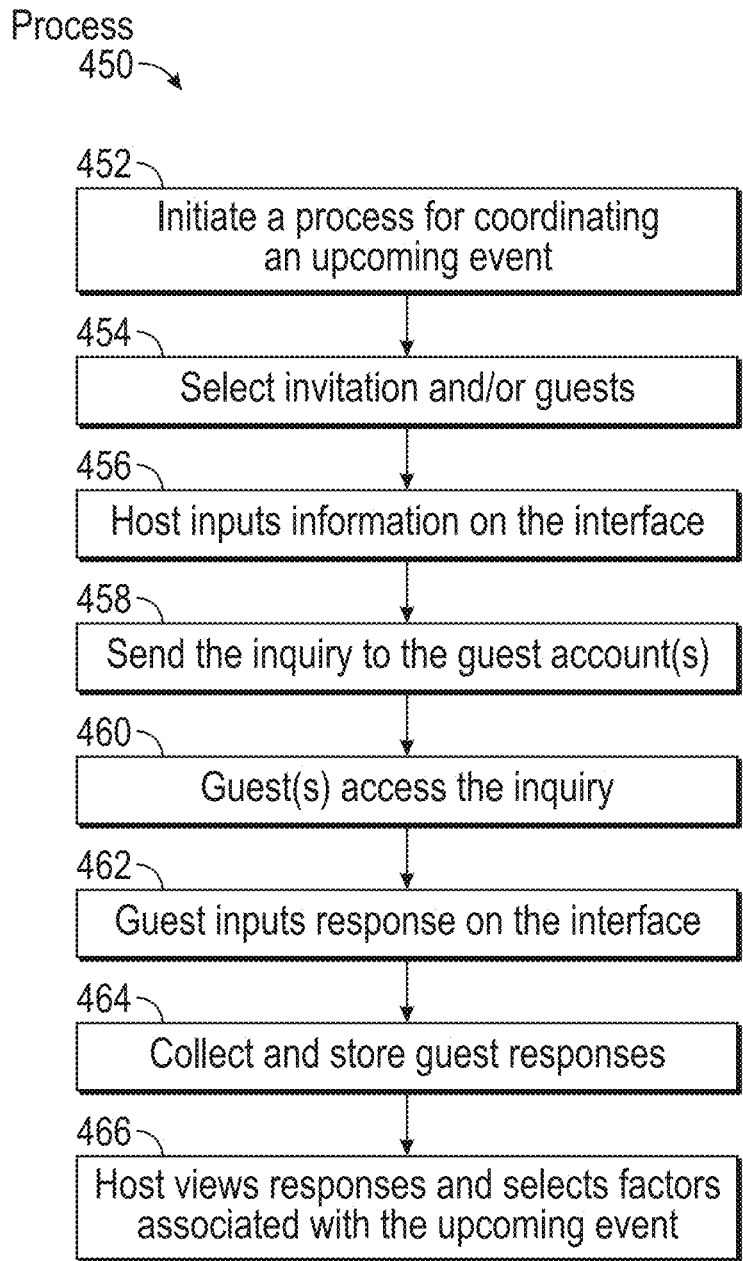 Process
450
452
Initiate a process for coordinating
an upcoming event
454
Select invitation and/or guests
456
Host inputs information on the interface
458
Send the inquiry to the guest account(s)
460
Guest(s) access the inquiry
462
Guest inputs response on the interface
464
Collect and store guest responses
466
Host views responses and selects factors
associated with the upcoming event